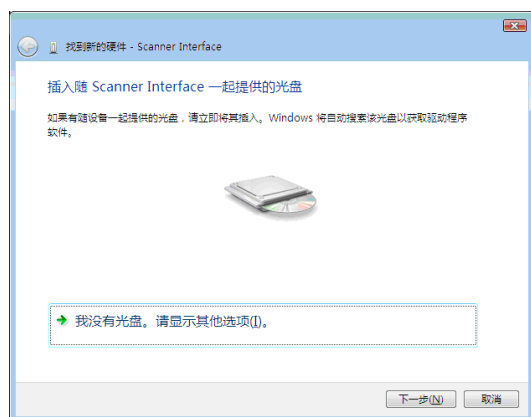 找到新的硬件 - Scanner Interface
插入随 Scanner Interface 一起提供的光盘
如果有随设备一起提供的光盘，请立即将其插入。Windows 将自动搜索该光盘以获取驱动程序
软件。
我没有光盘。请显示其他选项(I)。
下一步(N) 取消